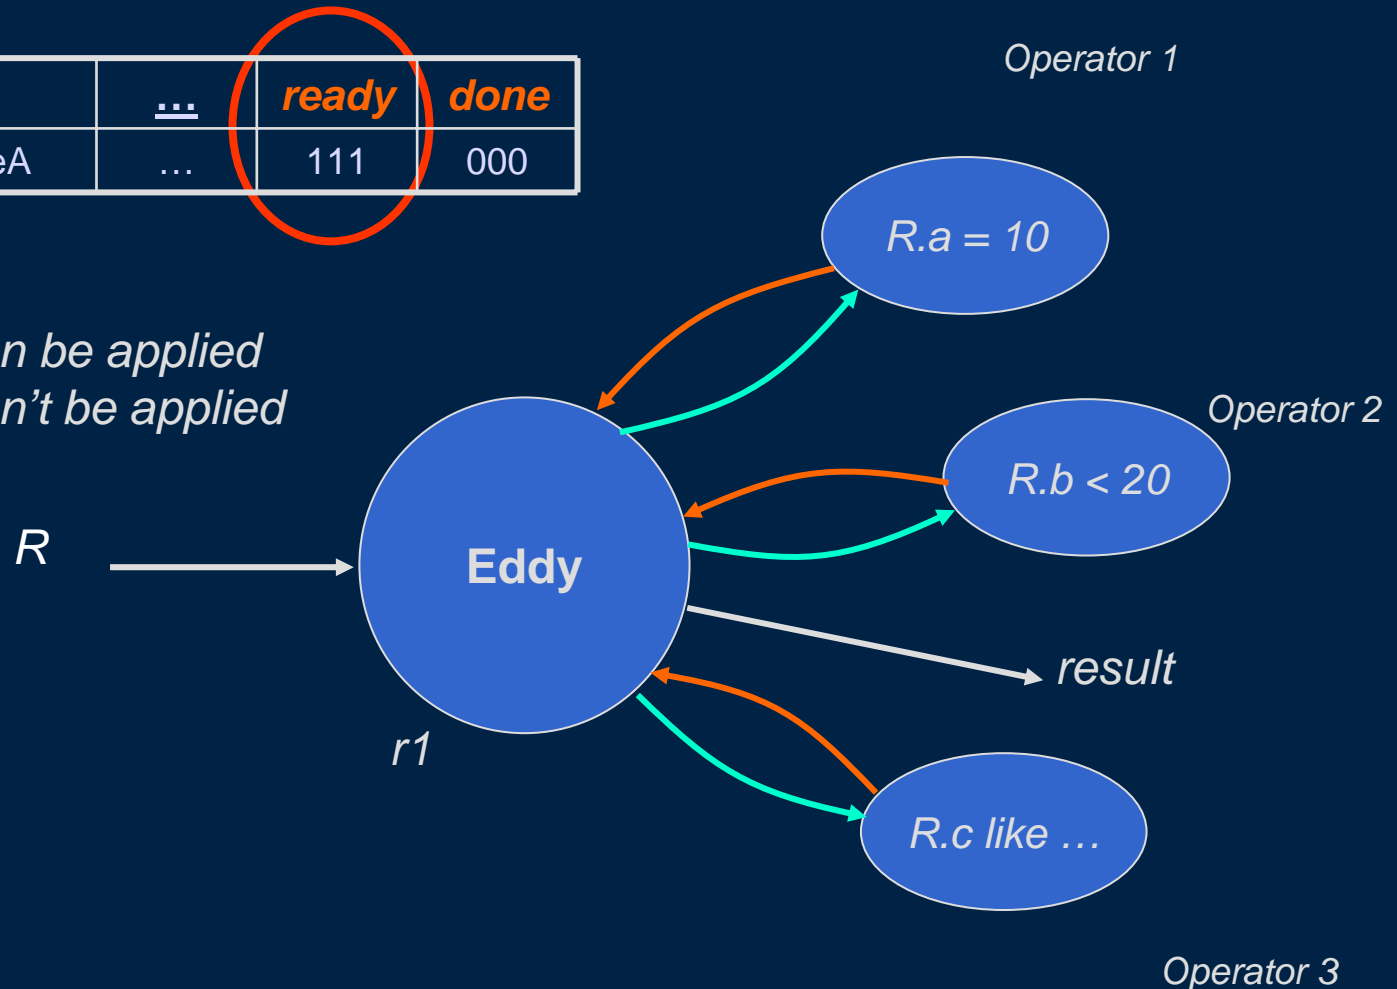 Operator 1
… ready done
eA … 111 000
R.a = 10
n be applied
n't be applied
Operator 2
R.b < 20
R
Eddy
result
r1
R.c like …
Operator 3